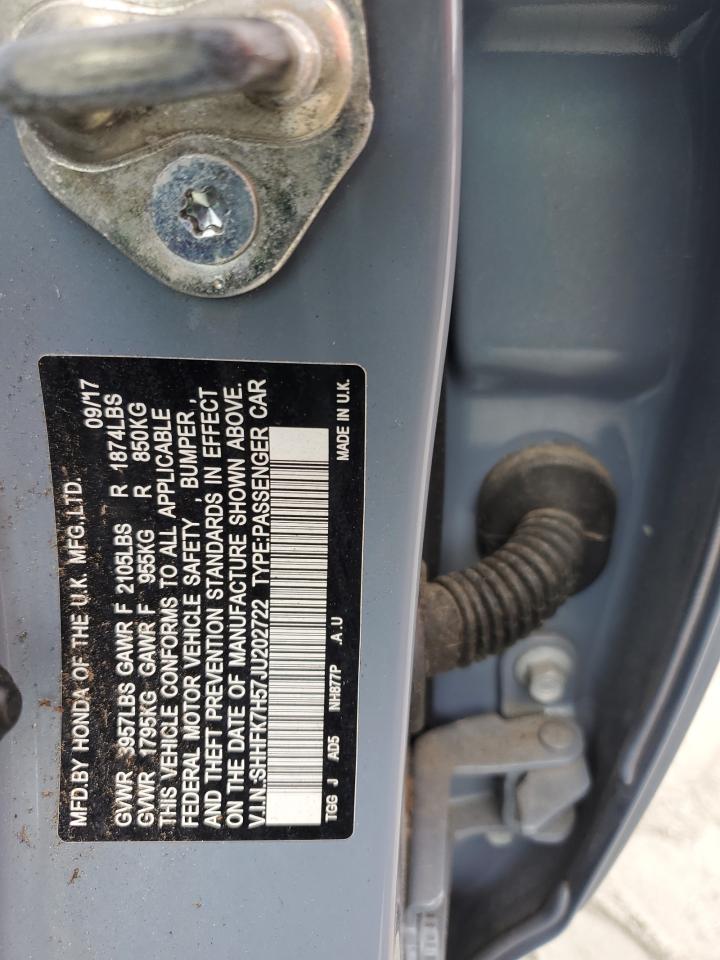 MFD.BY HONDA OF THE U.K. MFG.,LTD. 09/17
GVWR 3957LBS GAWR F 2105LBS R 1874LBS
GVWR 1795KG GAWR F 955KG R 850KG
THIS VEHICLE CONFORMS TO ALL APPLICABLE
FEDERAL MOTOR VEHICLE SAFETY , BUMPER ,
AND THEFT PREVENTION STANDARDS IN EFFECT
ON THE DATE OF MANUFACTURE SHOWN ABOVE.
V.I.N.:SHHFK7H57JU202722 TYPE:PASSENGER CAR
TGG J AD5 NH877P A.U MADE IN U.K.